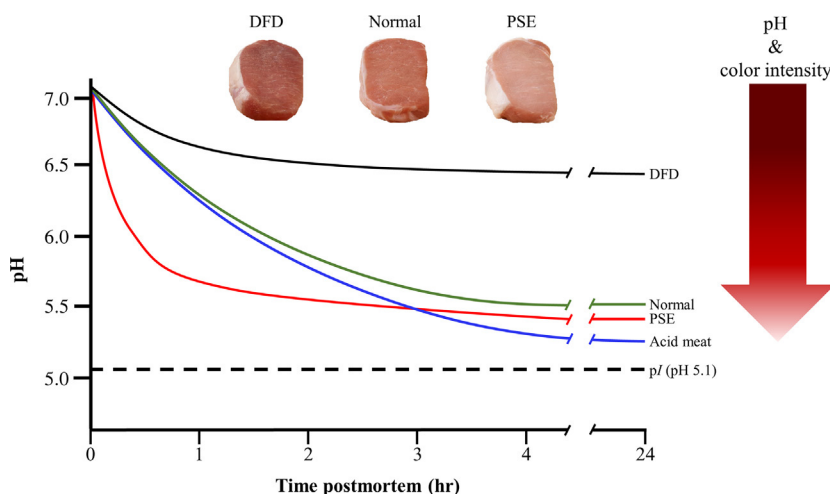 DFD
Normal
PSE
pH
&
color intensity
7.0
6.5
6.0
5.5
5.0
pH
DFD
Normal
PSE
Acid meat
pI (pH 5.1)
0
1
2
3
4
24
Time postmortem (hr)